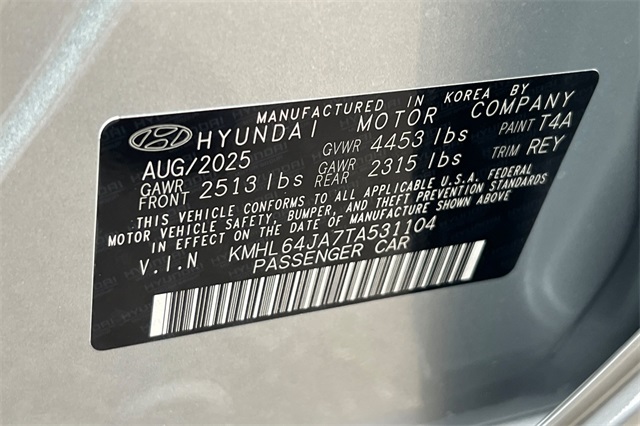 MANUFACTURED IN KOREA BY
HYUNDAI MOTOR COMPANY
AUG/2025 GVWR 4453 lbs PAINT T4A
GAWR FRONT 2513 lbs GAWR REAR 2315 lbs TRIM REY
THIS VEHICLE CONFORMS TO ALL APPLICABLE U.S.A. FEDERAL
MOTOR VEHICLE SAFETY, BUMPER, AND THEFT PREVENTION STANDARDS
IN EFFECT ON THE DATE OF MANUFACTURE SHOWN ABOVE.
V.I.N KMHL64JA7TA531104
PASSENGER CAR